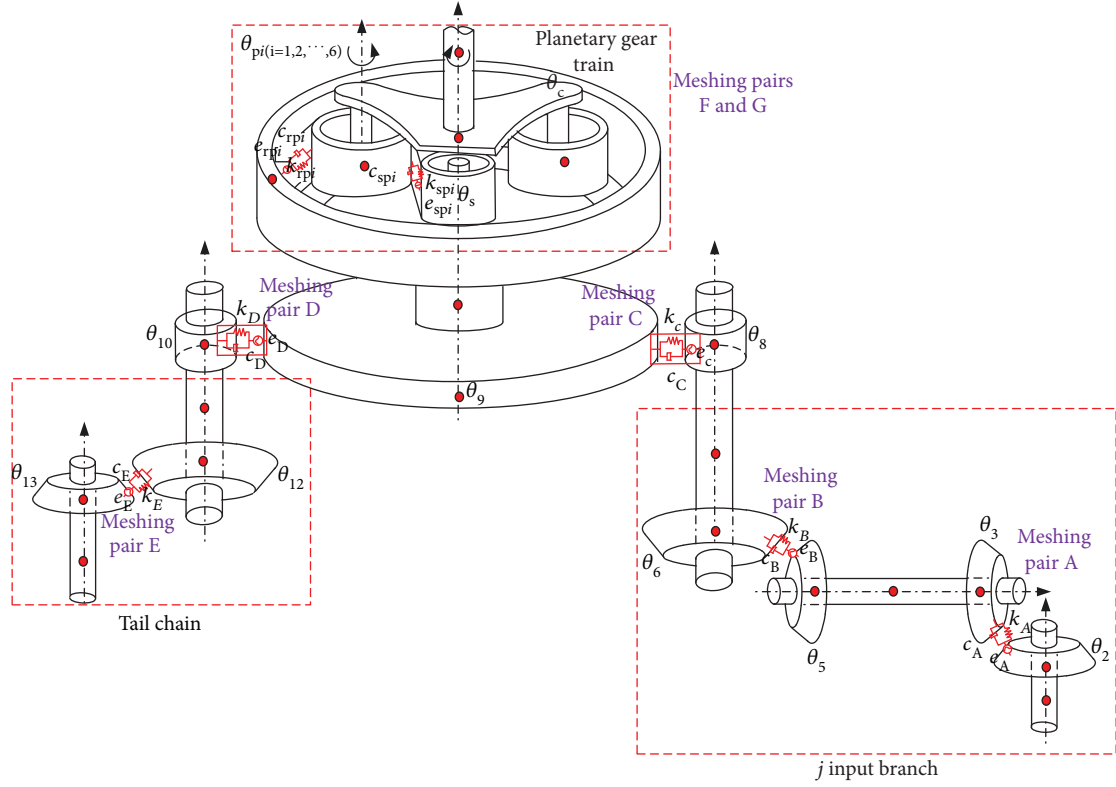 θpi(i=1,2,⋯,6)
Planetary gear
train
Meshing pairs
F and G
θc
crpi
erpi
krpi
cspi
kspi
espi
θs
Meshing
pair D
kD
eD
cD
θ10
Meshing
pair C
kc
ec
cC
θ8
θ9
θ13
cE
eE
kE
θ12
Meshing
pair E
Tail chain
Meshing
pair B
kB
eB
cB
θ6
θ5
θ3
Meshing
pair A
kA
cA
eA
θ2
j input branch